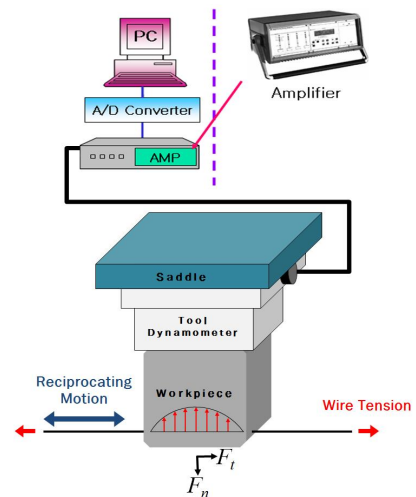 PC
A/D Converter
AMP
Amplifier
Saddle
Tool
Dynamometer
Reciprocating
Motion
Workpiece
Wire Tension
Ft
Fn